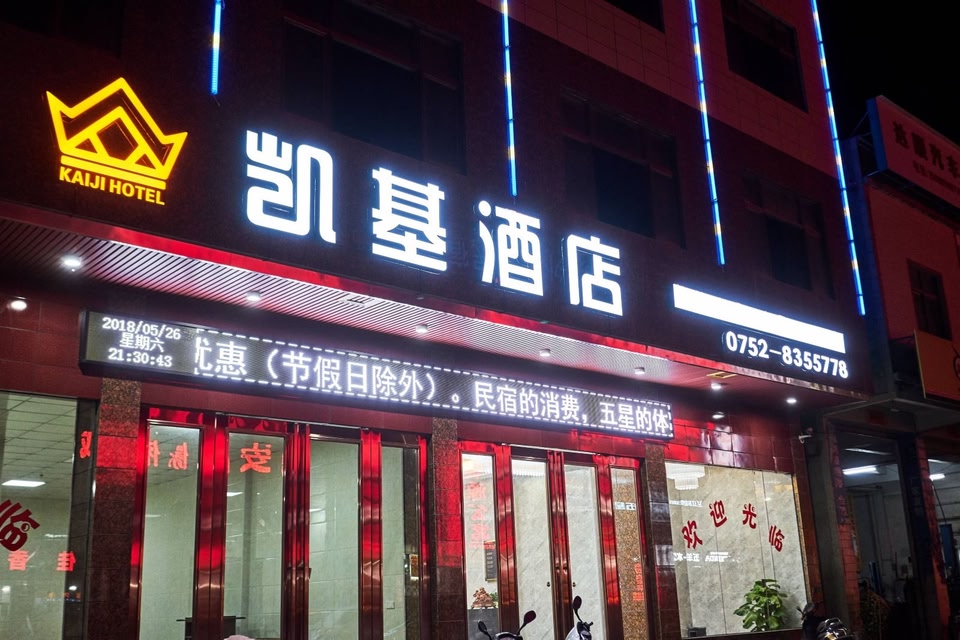 KAIJI HOTEL
凯基酒店
0752-8355778
2018/05/26
星期六
21:30:43
优惠（节假日除外）。民宿的消费，五星的体
欢迎光临